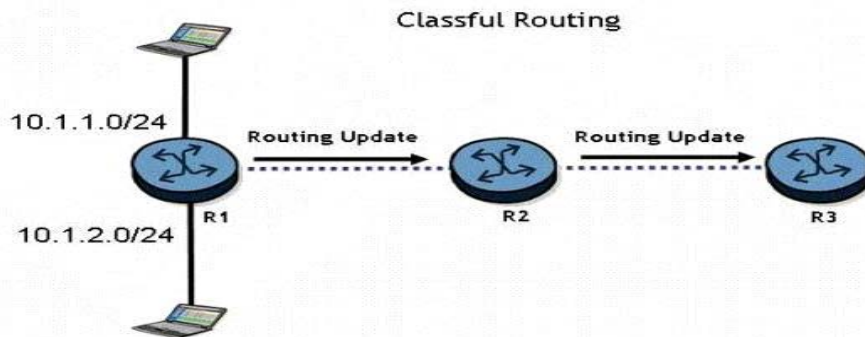 Classful Routing
10.1.1.0/24
Routing Update
Routing Update
R1
R2
R3
10.1.2.0/24